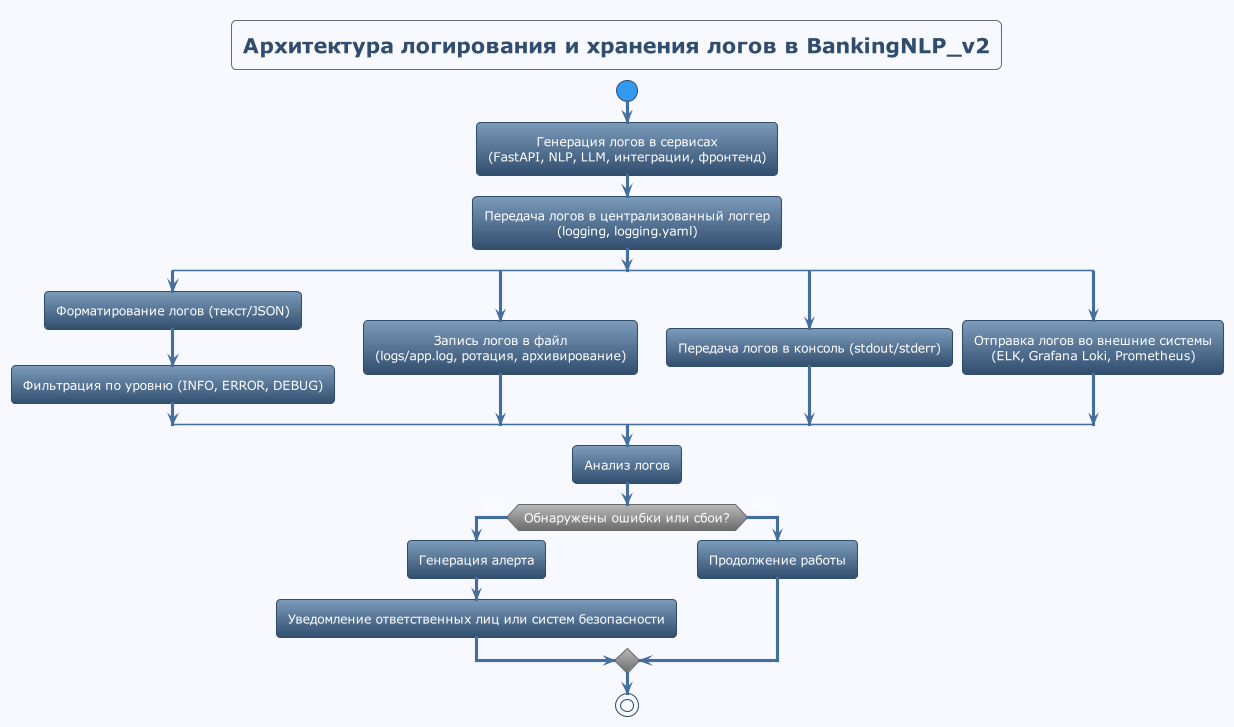 Архитектура логирования и хранения логов в BankingNLP_v2
Генерация логов в сервисах
(FastAPI, NLP, LLM, интеграции, фронтенд)
Передача логов в централизованный логгер
(logging, logging.yaml)
Форматирование логов (текст/JSON)
Фильтрация по уровню (INFO, ERROR, DEBUG)
Запись логов в файл
(logs/app.log, ротация, архивирование)
Передача логов в консоль (stdout/stderr)
Отправка логов во внешние системы
(ELK, Grafana Loki, Prometheus)
Анализ логов
Обнаружены ошибки или сбои?
Генерация алерта
Уведомление ответственных лиц или систем безопасности
Продолжение работы